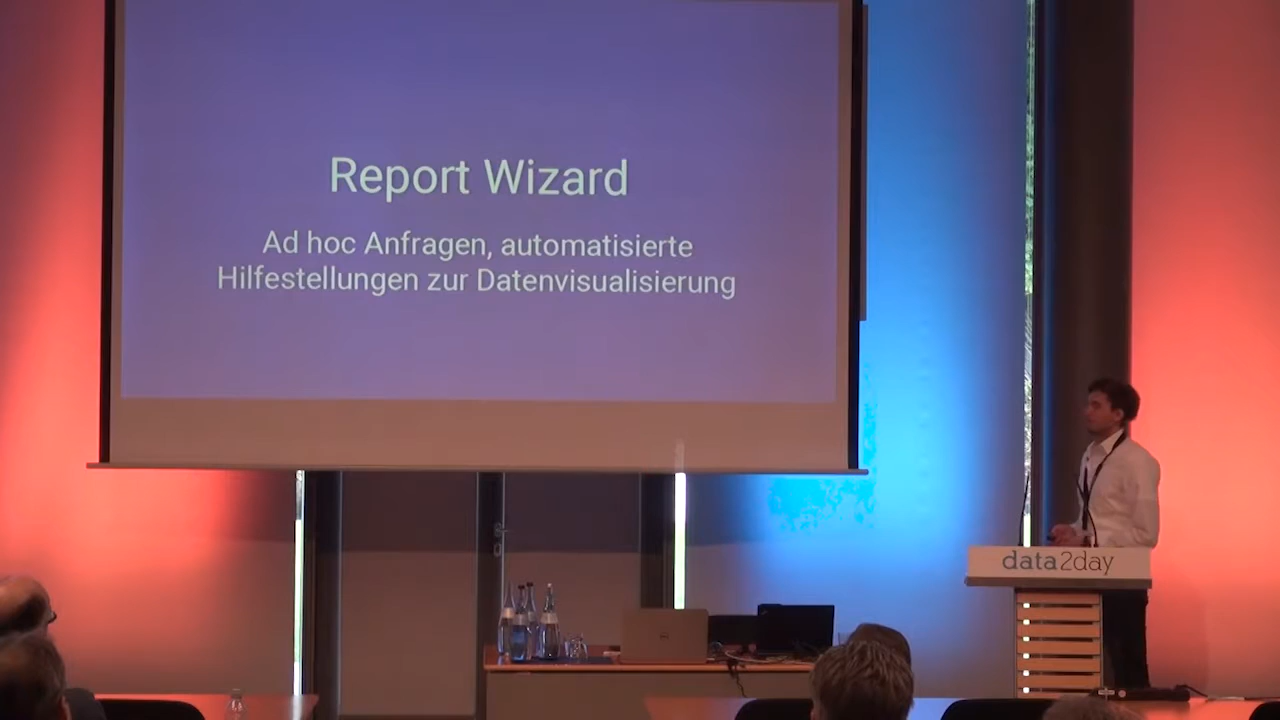 Report Wizard
Ad hoc Anfragen, automatisierte
Hilfestellungen zur Datenvisualisierung
data2day